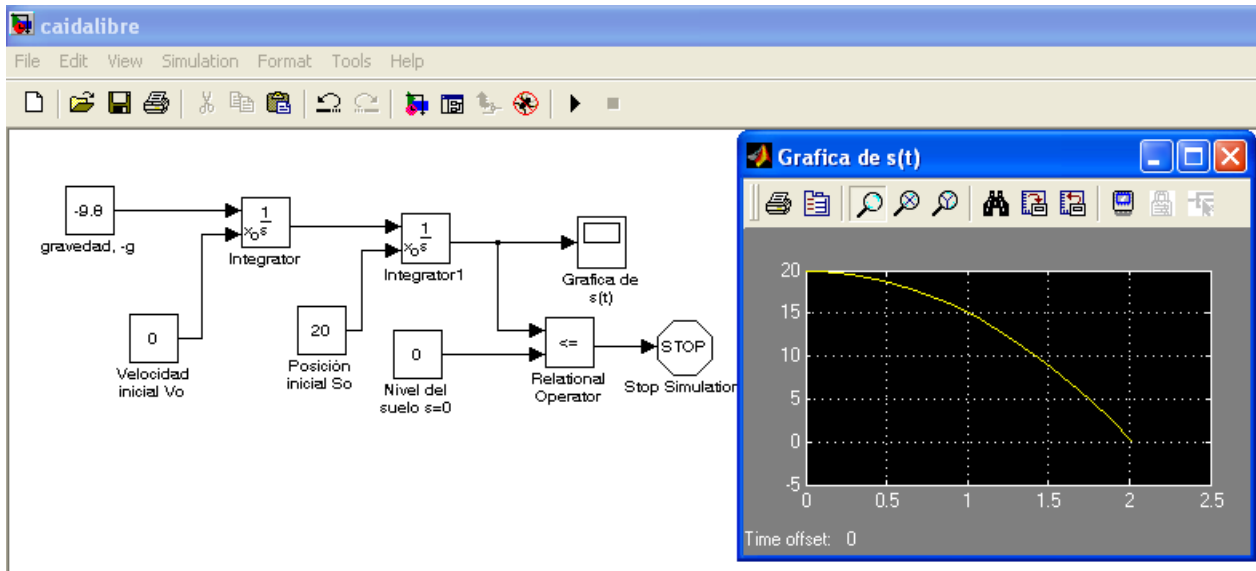 caidalibre
File Edit View Simulation Format Tools Help
-9.8
gravedad, -g
1
s
xo
Integrator
0
Velocidad
inicial Vo
1
s
xo
Integrator1
20
Posición
inicial So
0
Nivel del
suelo s=0
Grafica de
s(t)
<=
Relational
Operator
STOP
Stop Simulation
Grafica de s(t)
20
15
10
5
0
-5
0 0.5 1 1.5 2 2.5
Time offset: 0